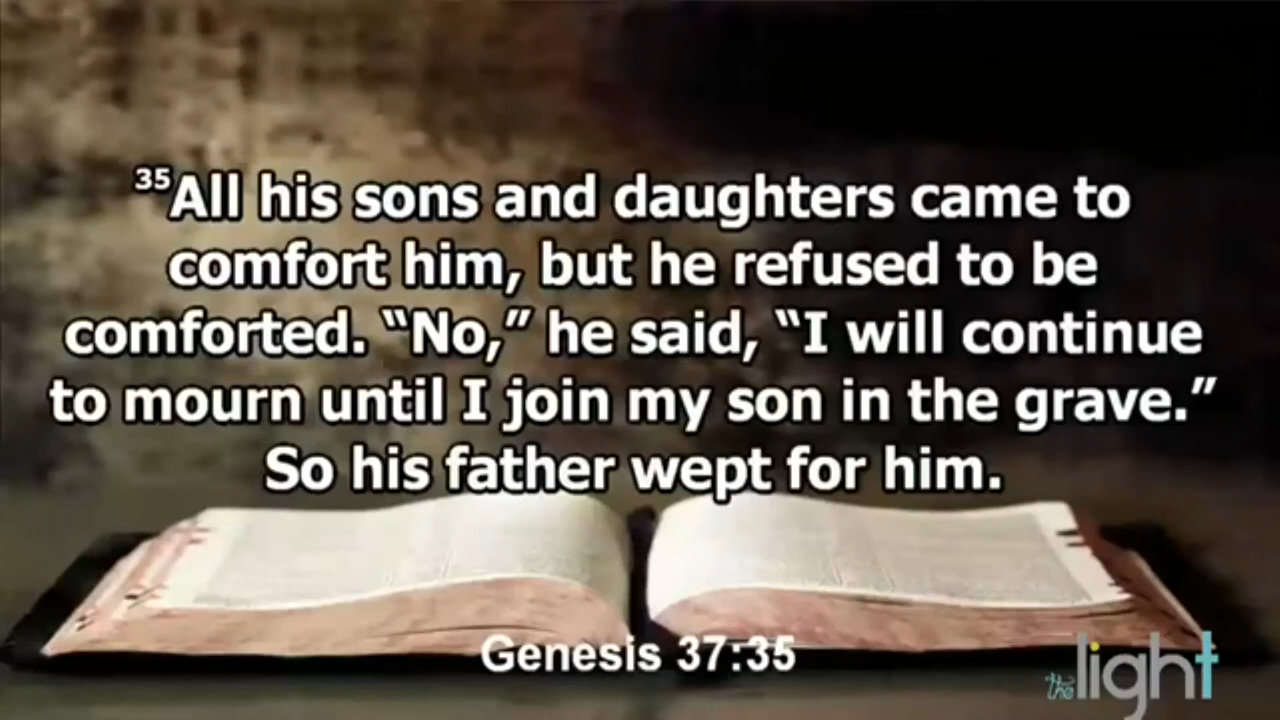 ³⁵All his sons and daughters came to
comfort him, but he refused to be
comforted. “No,” he said, “I will continue
to mourn until I join my son in the grave.”
So his father wept for him.
Genesis 37:35
the light